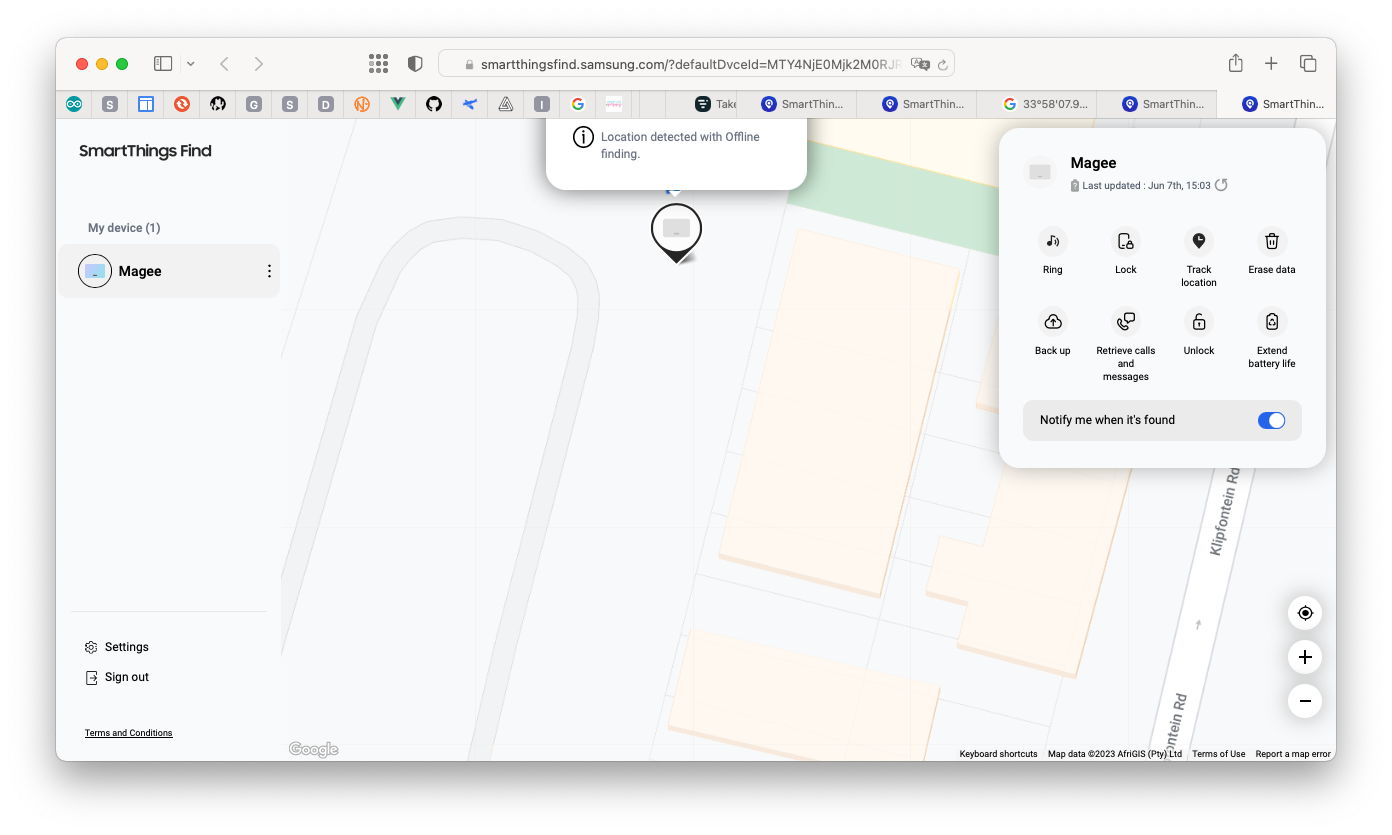 smartthingsfind.samsung.com/?defaultDvceId=MTY4NjE0Mjk2M0RJR
S
G
S
D
I
Take
SmartThin...
SmartThin...
33°58'07.9...
SmartThin...
SmartThin...
SmartThings Find
My device (1)
Magee
Settings
Sign out
Terms and Conditions
Location detected with Offline
finding.
Magee
Last updated : Jun 7th, 15:03
Ring
Lock
Track
location
Erase data
Back up
Retrieve calls
and
messages
Unlock
Extend
battery life
Notify me when it's found
Klipfontein Rd
ontein Rd
Google
Keyboard shortcuts
Map data ©2023 AfriGIS (Pty) Ltd
Terms of Use
Report a map error